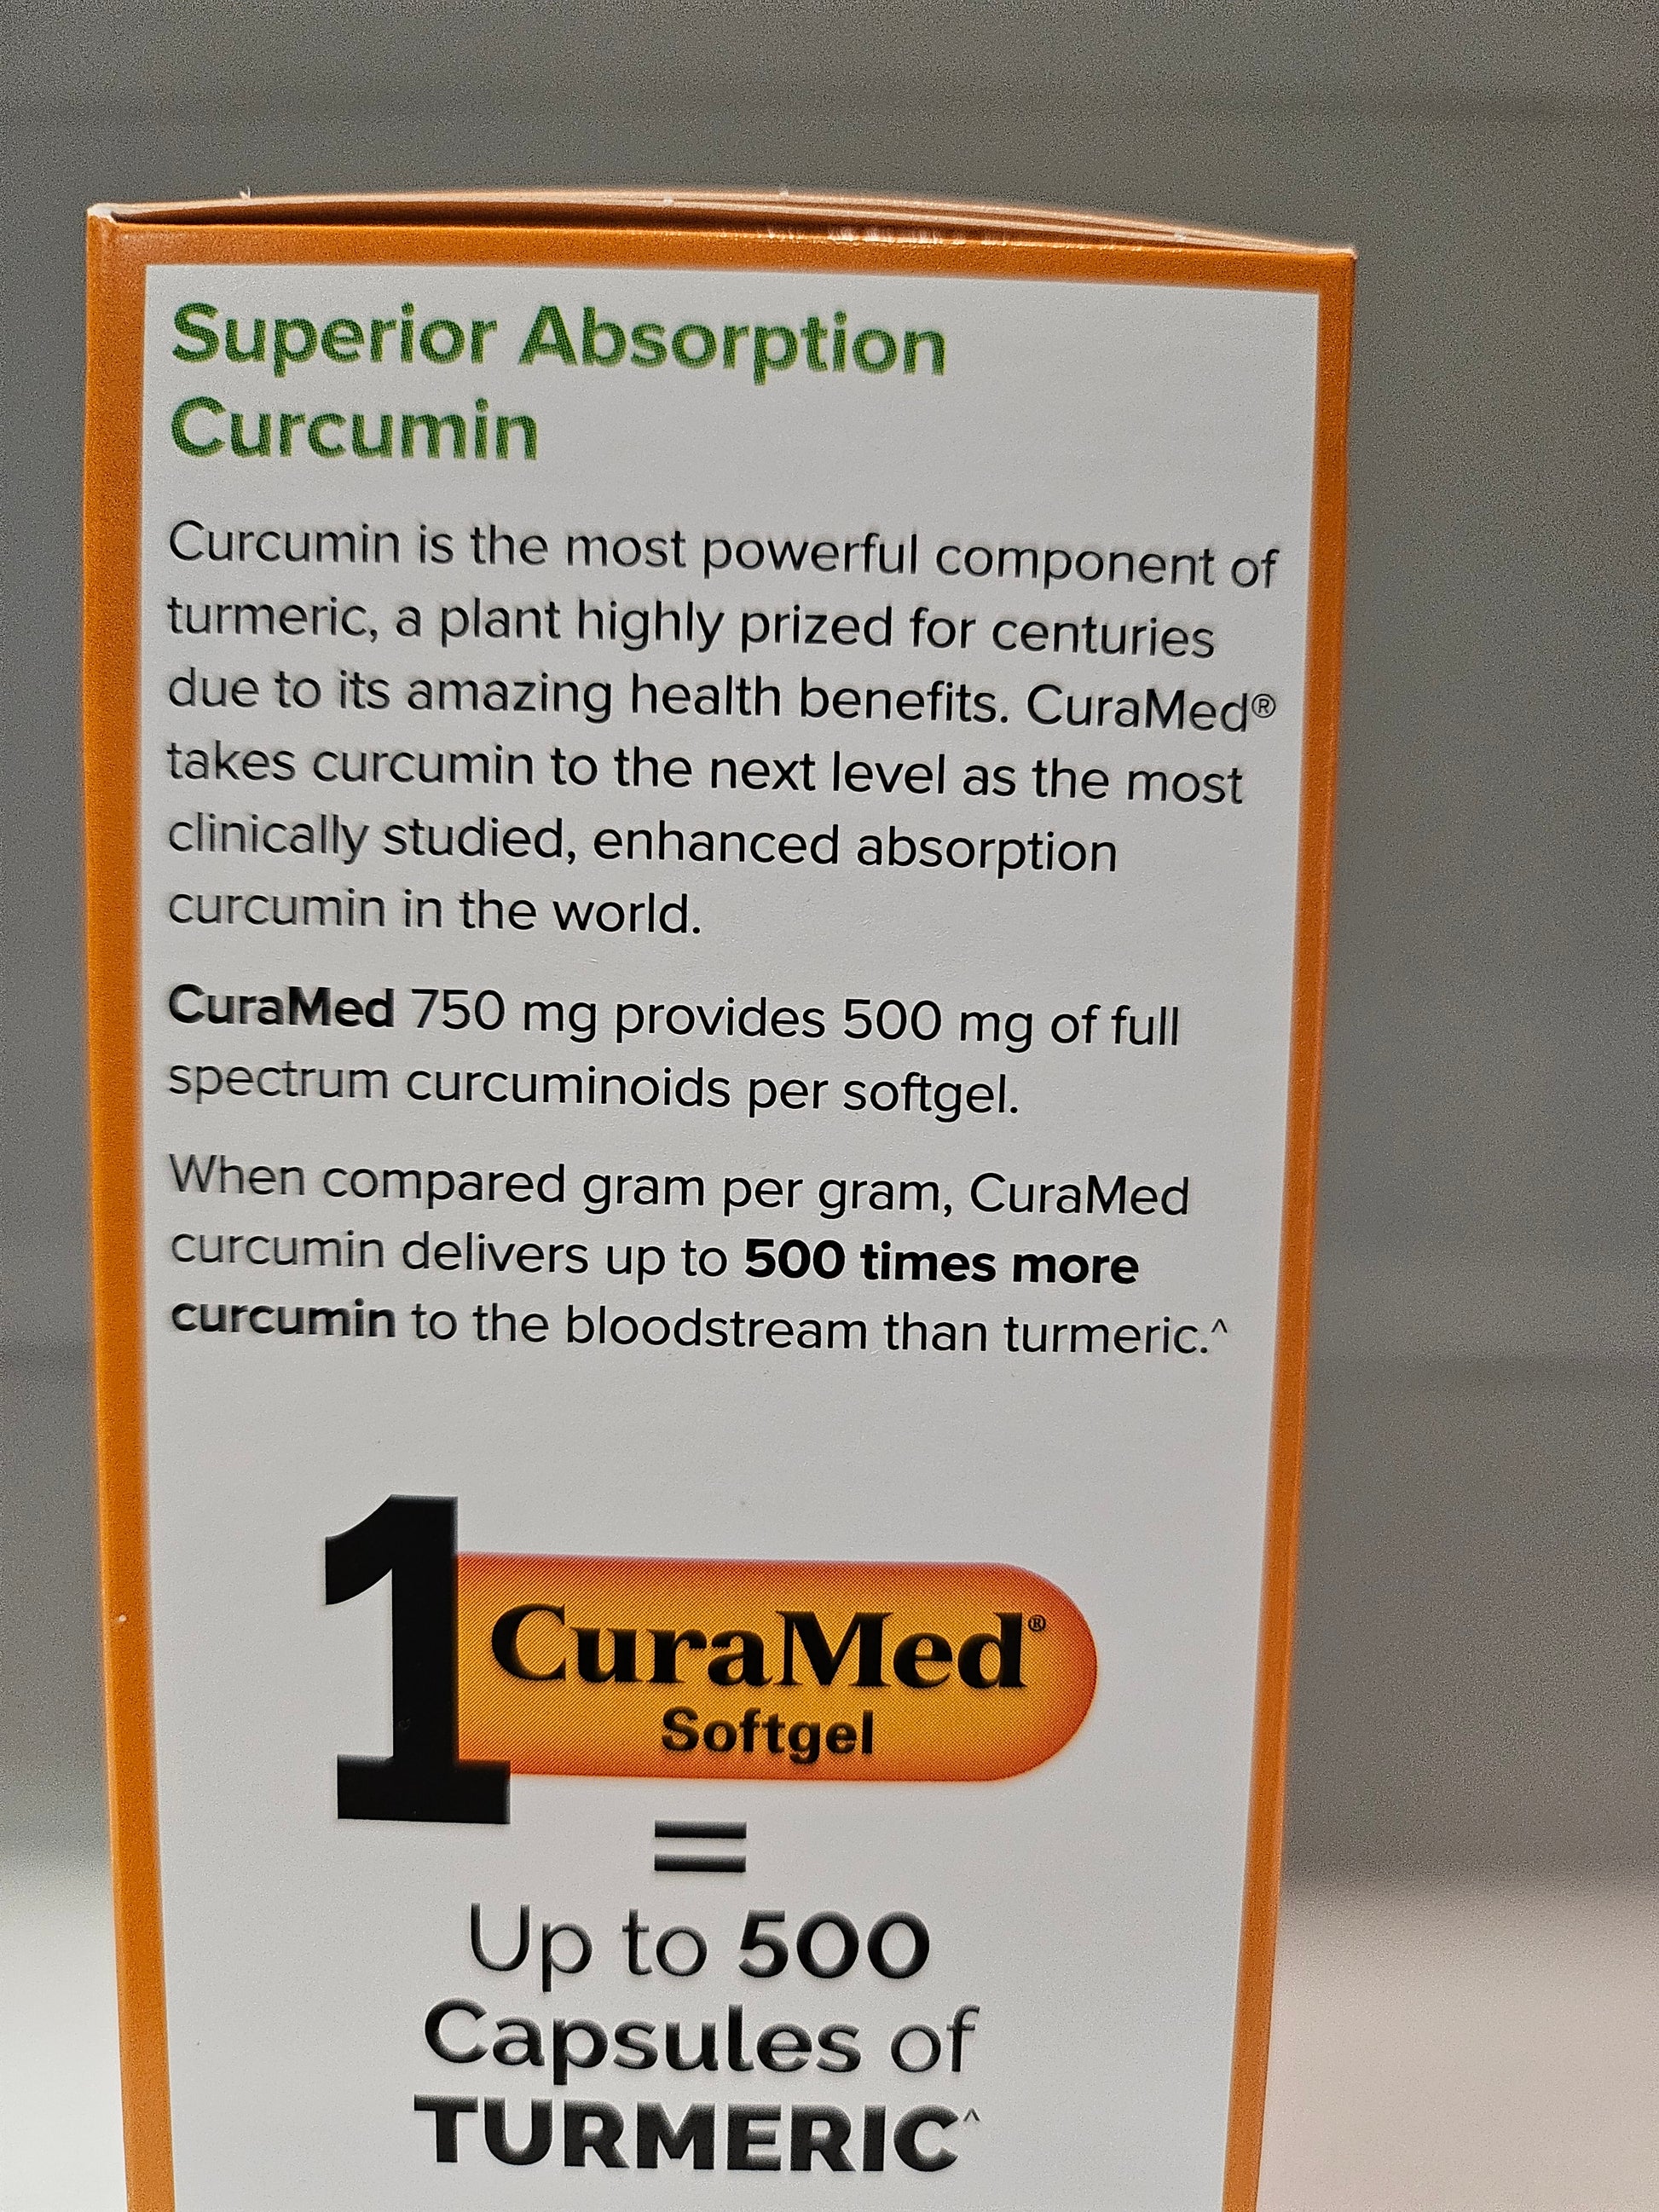 Superior Absorption
Curcumin
Curcumin is the most powerful component of
turmeric, a plant highly prized for centuries
due to its amazing health benefits. CuraMed®
takes curcumin to the next level as the most
clinically studied, enhanced absorption
curcumin in the world.
CuraMed 750 mg provides 500 mg of full
spectrum curcuminoids per softgel.
When compared gram per gram, CuraMed
curcumin delivers up to 500 times more
curcumin to the bloodstream than turmeric.^
1 CuraMed®
Softgel
=
Up to 500
Capsules of
TURMERIC^